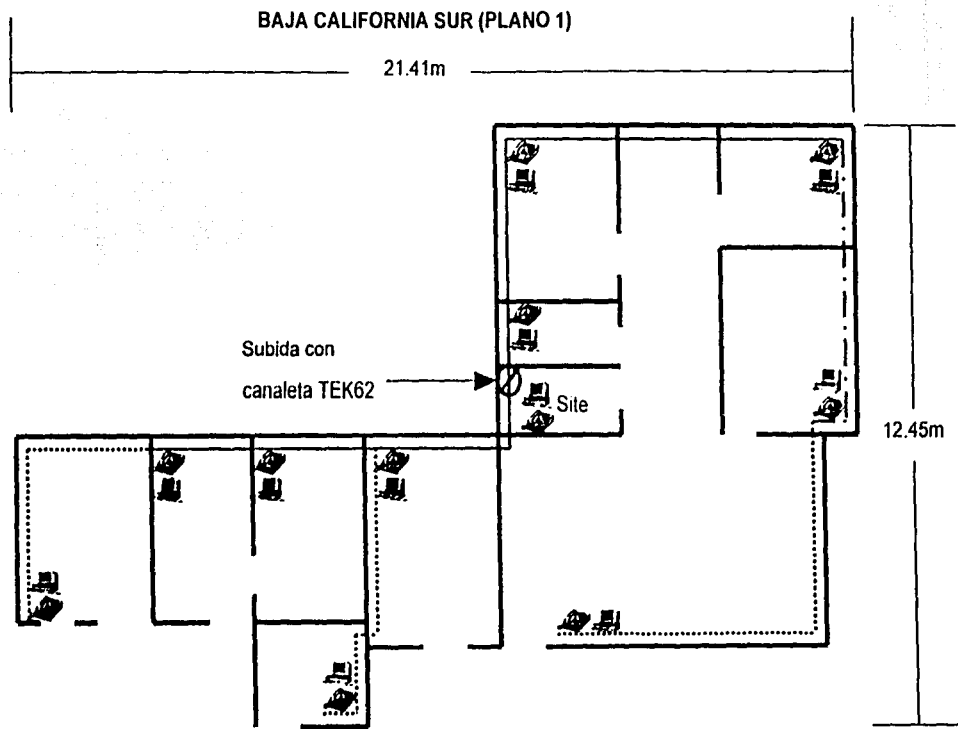 BAJA CALIFORNIA SUR (PLANO 1)
21.41m
Subida con
canaleta TEK62
Site
12.45m